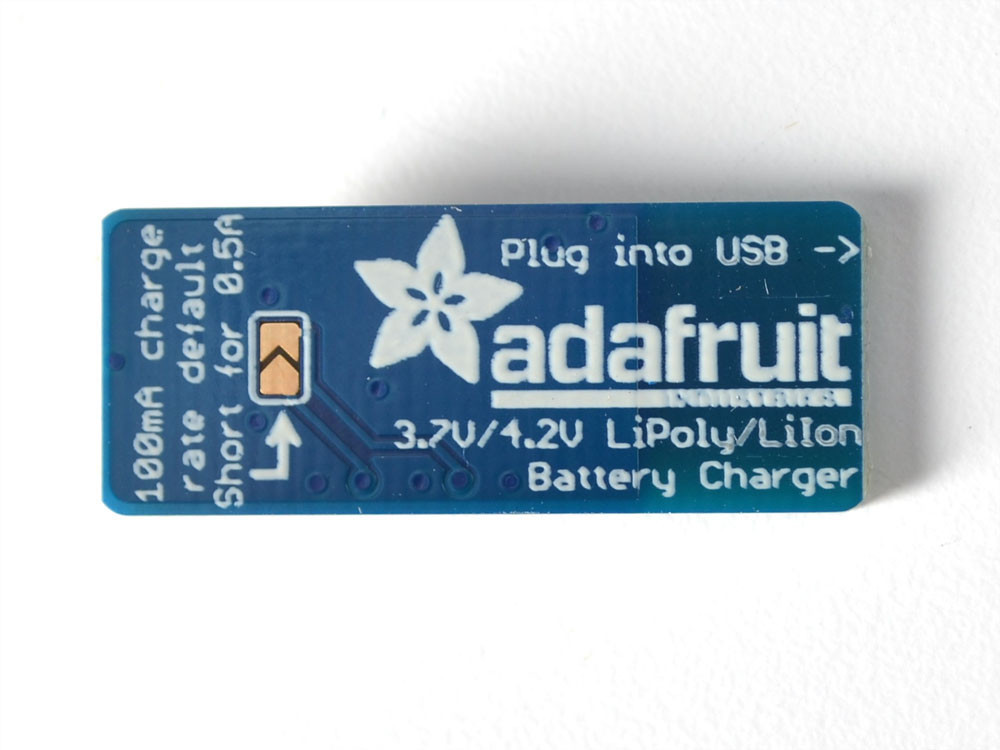 100mA charge
rate default
Short for 0.5A
Plug into USB ->
adafruit
3.7V/4.2V LiPoly/LiIon
Battery Charger